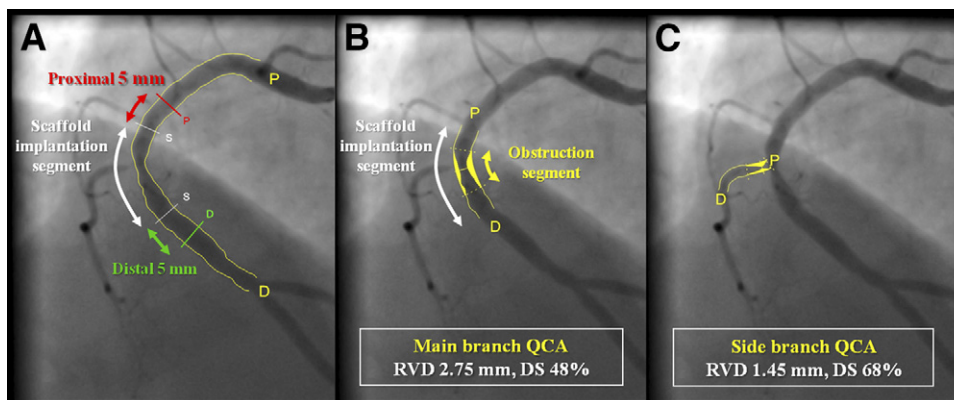 A
Proximal 5 mm
P
P
S
Scaffold
implantation
segment
S
D
Distal 5 mm
D
B
P
Scaffold
implantation
segment
Obstruction
segment
D
Main branch QCA
RVD 2.75 mm, DS 48%
C
P
D
Side branch QCA
RVD 1.45 mm, DS 68%